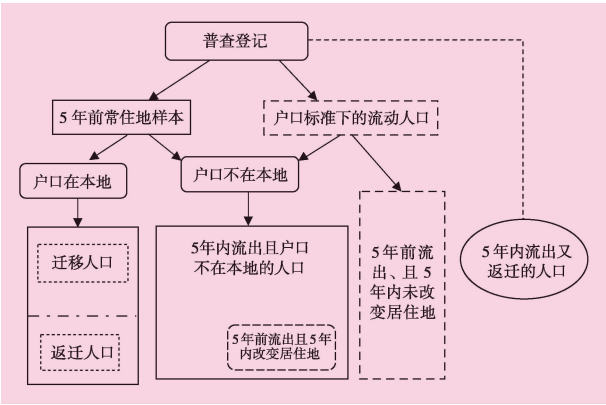 普查登记
5年前常住地样本
户口标准下的流动人口
户口在本地
户口不在本地
迁移人口
返迁人口
5年内流出且户口
不在本地的人口
5年前流出且5年
内改变居住地
5年前流
出、且5
年内未改
变居住地
5年内流出又
返迁的人口